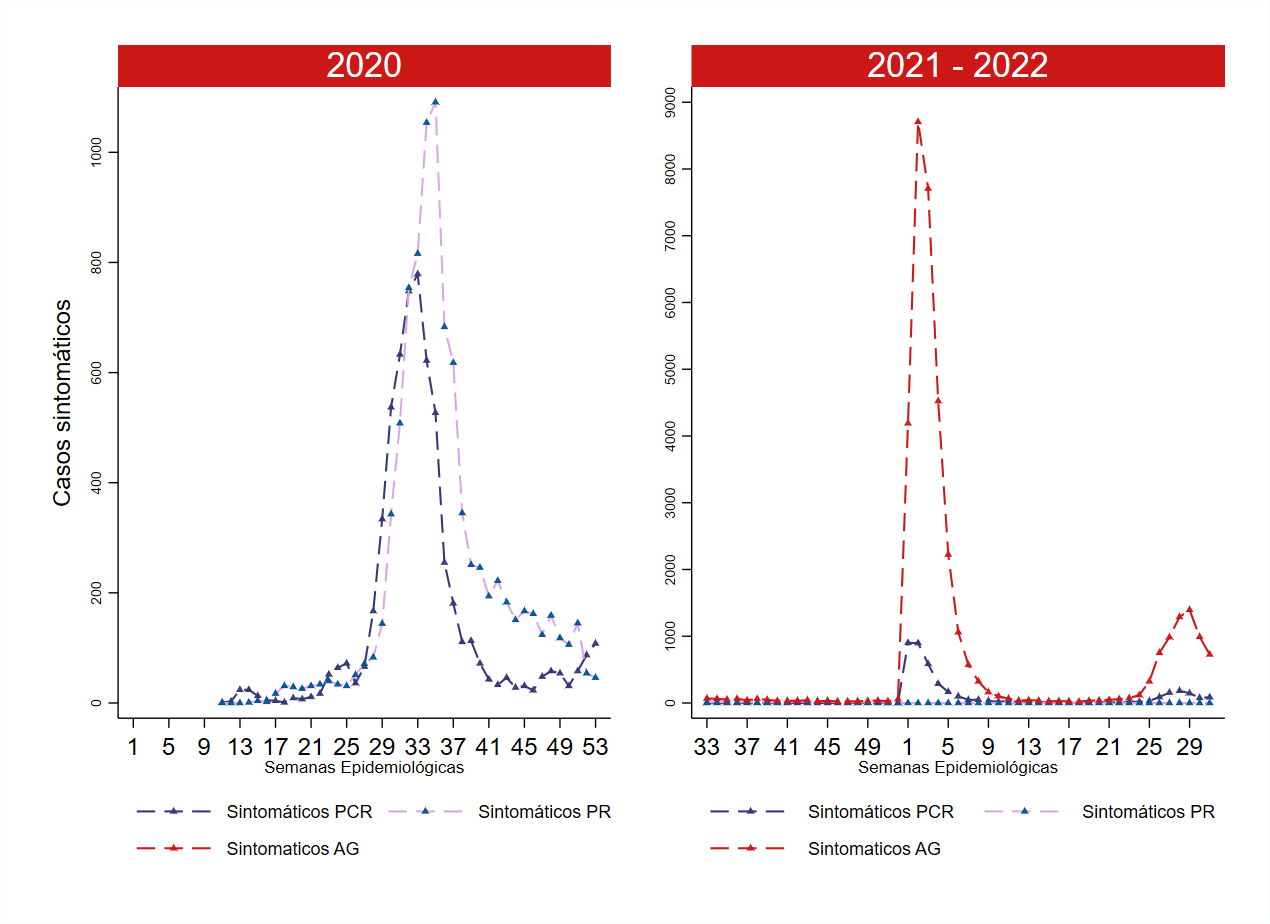 2020
2021 - 2022
Casos sintomáticos
0
200
400
600
800
1000
1 5 9 13 17 21 25 29 33 37 41 45 49 53
Semanas Epidemiológicas
Sintomáticos PCR
Sintomáticos PR
Sintomaticos AG
0
1000
2000
3000
4000
5000
6000
7000
8000
9000
33 37 41 45 49 1 5 9 13 17 21 25 29
Semanas Epidemiológicas
Sintomáticos PCR
Sintomáticos PR
Sintomaticos AG